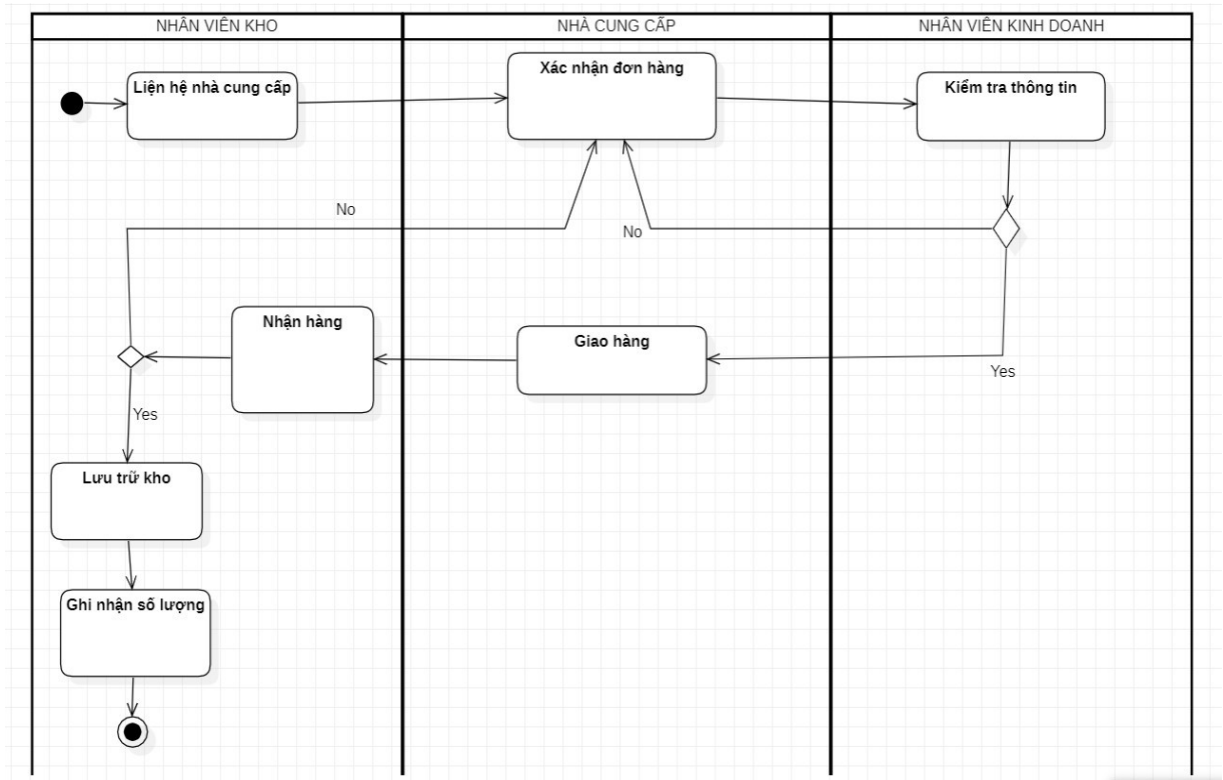 NHÂN VIÊN KHO
NHÀ CUNG CẤP
NHÂN VIÊN KINH DOANH
Liện hệ nhà cung cấp
Xác nhận đơn hàng
Kiểm tra thông tin
No
No
Nhận hàng
Giao hàng
Yes
Yes
Lưu trữ kho
Ghi nhận số lượng